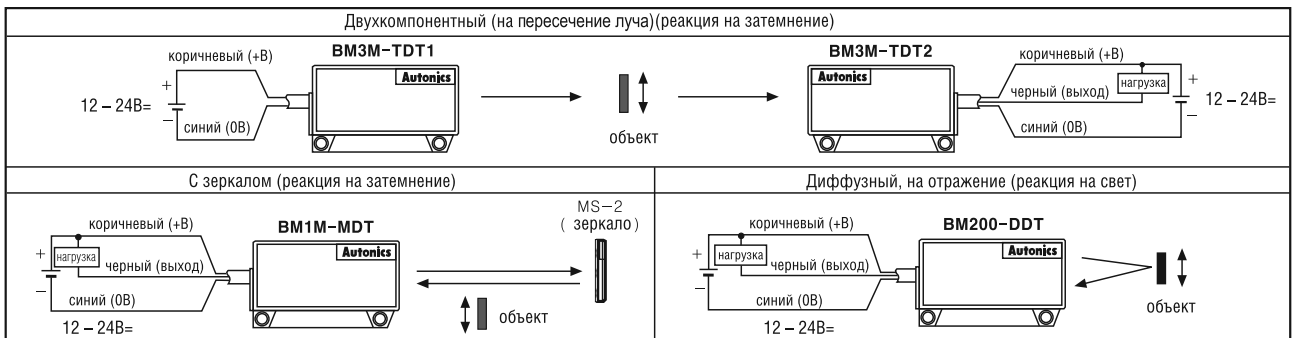 Двухкомпонентный (на пересечение луча)(реакция на затемнение)
коричневый (+В)
BM3M-TDT1
Autonics
12 – 24В=
+
–
синий (0В)
объект
BM3M-TDT2
Autonics
коричневый (+В)
черный (выход)
нагрузка
+
–
12 – 24В=
синий (0В)
С зеркалом (реакция на затемнение)
коричневый (+В)
BM1M-MDT
MS-2
( зеркало)
Autonics
+
нагрузка
черный (выход)
–
синий (0В)
12 – 24В=
объект
Диффузный, на отражение (реакция на свет)
коричневый (+В)
BM200-DDT
Autonics
+
нагрузка
черный (выход)
–
синий (0В)
12 – 24В=
объект